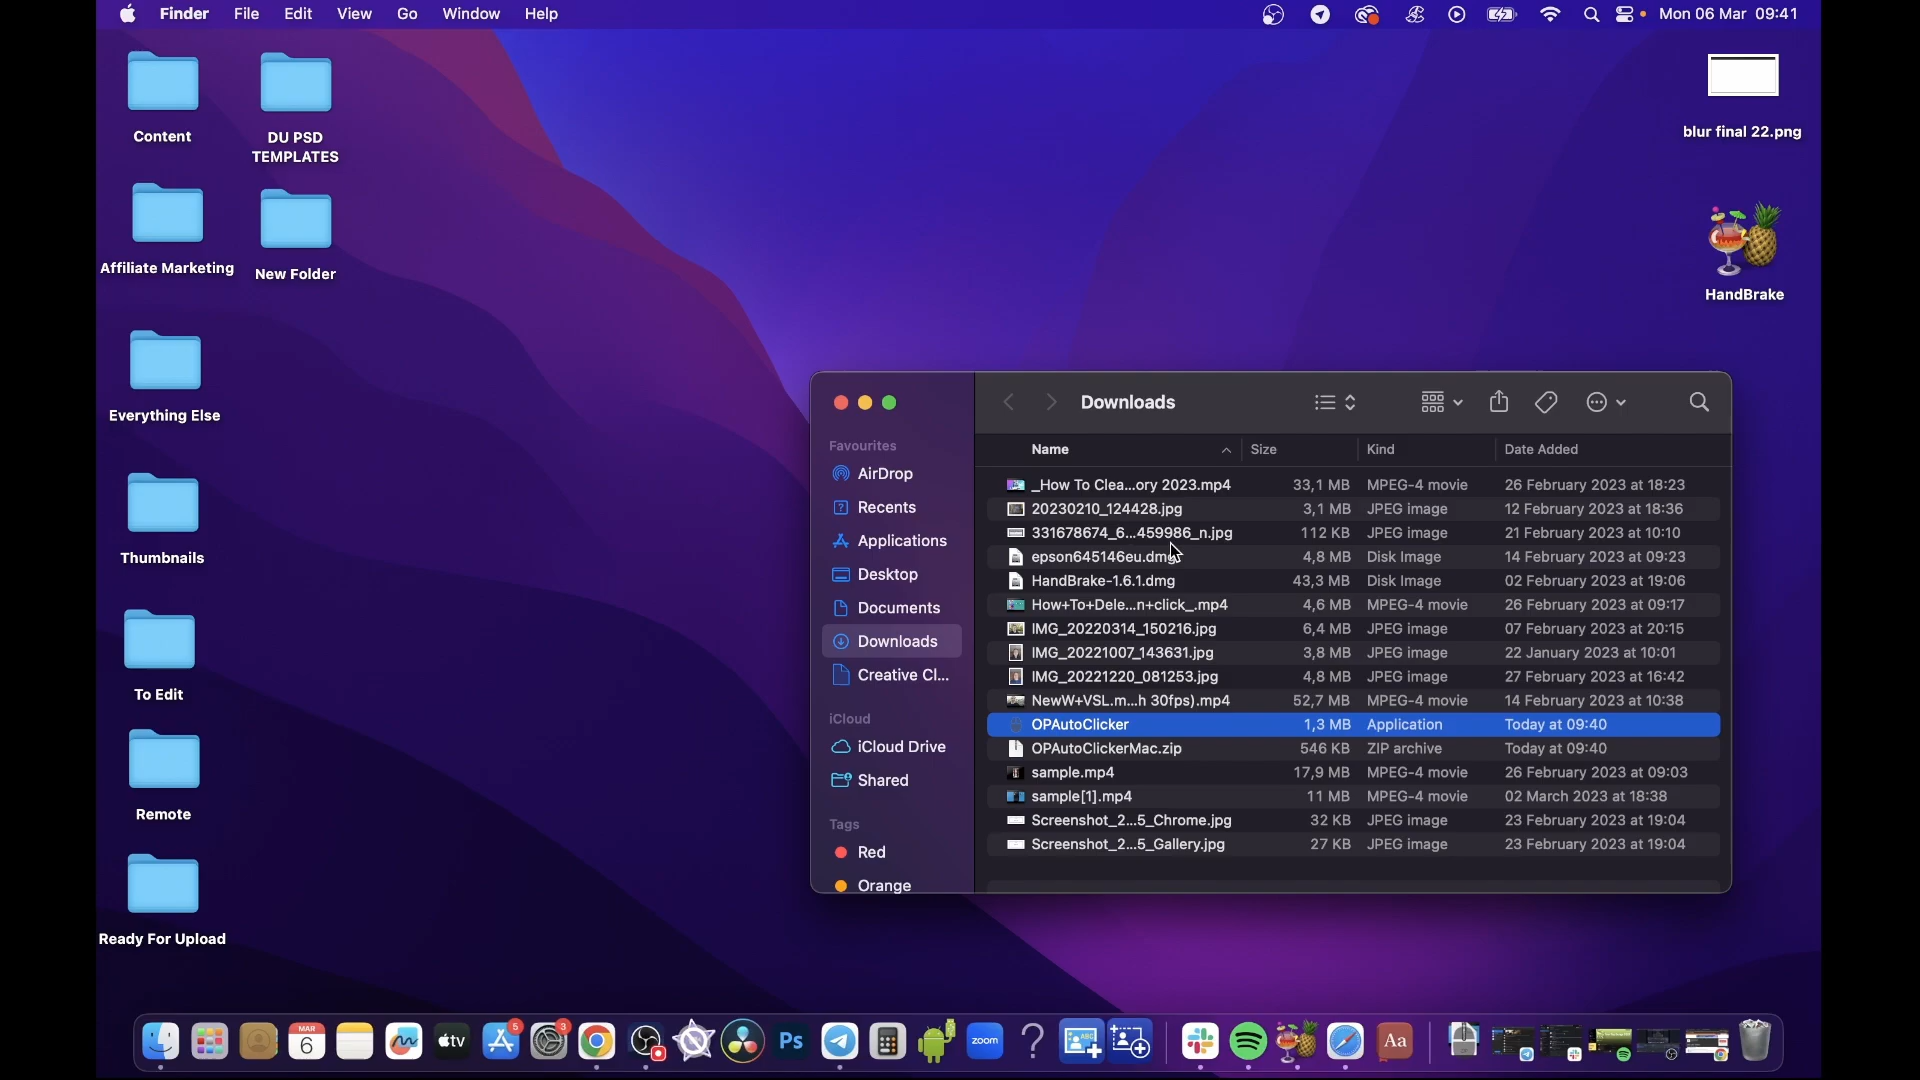 Finder File Edit View Go Window Help Mon 06 Mar 09:41
Content
DU PSD
TEMPLATES
Affiliate Marketing
New Folder
Everything Else
Thumbnails
To Edit
Remote
Ready For Upload
blur final 22.png
HandBrake
Downloads
Favourites
AirDrop
Recents
Applications
Desktop
Documents
Downloads
Creative Cl...
iCloud
iCloud Drive
Shared
Tags
Red
Orange
Name Size Kind Date Added
_How To Clea...ory 2023.mp4 33,1 MB MPEG-4 movie 26 February 2023 at 18:23
20230210_124428.jpg 3,1 MB JPEG image 12 February 2023 at 18:36
331678674_6...459986_n.jpg 112 KB JPEG image 21 February 2023 at 10:10
epson645146eu.dmg 4,8 MB Disk Image 14 February 2023 at 09:23
HandBrake-1.6.1.dmg 43,3 MB Disk Image 02 February 2023 at 19:06
How+To+Dele...n+click_.mp4 4,6 MB MPEG-4 movie 26 February 2023 at 09:17
IMG_20220314_150216.jpg 6,4 MB JPEG image 07 February 2023 at 20:15
IMG_20221007_143631.jpg 3,8 MB JPEG image 22 January 2023 at 10:01
IMG_20221220_081253.jpg 4,8 MB JPEG image 27 February 2023 at 16:42
NewW+VSL.m...h 30fps).mp4 52,7 MB MPEG-4 movie 14 February 2023 at 10:38
OPAutoClicker 1,3 MB Application Today at 09:40
OPAutoClickerMac.zip 546 KB ZIP archive Today at 09:40
sample.mp4 17,9 MB MPEG-4 movie 26 February 2023 at 09:03
sample[1].mp4 11 MB MPEG-4 movie 02 March 2023 at 18:38
Screenshot_2...5_Chrome.jpg 32 KB JPEG image 23 February 2023 at 19:04
Screenshot_2...5_Gallery.jpg 27 KB JPEG image 23 February 2023 at 19:04
MAR
6
tv
5
3
Ps
zoom
Aa